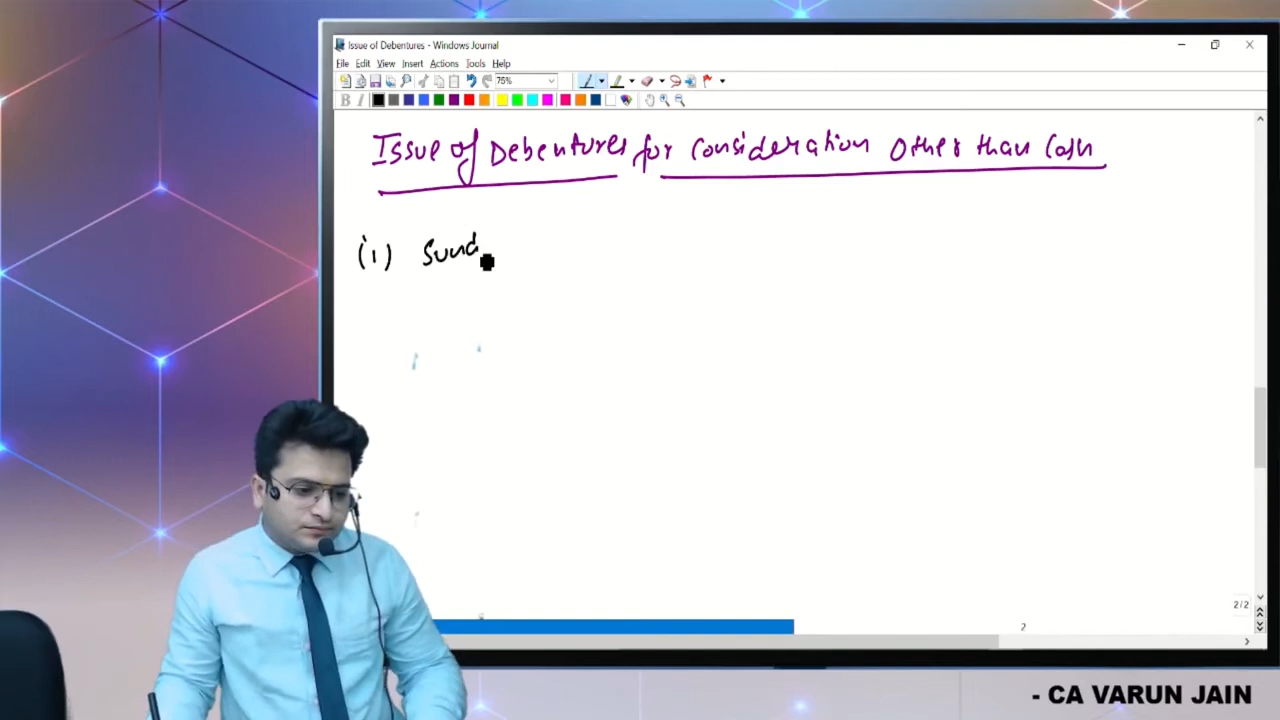 Issue of Debentures - Windows Journal
File Edit View Insert Actions Tools Help
75%
B I
Issue of Debentures for Consideration Other than Cash
(1) Sund
2/2
2
- CA VARUN JAIN